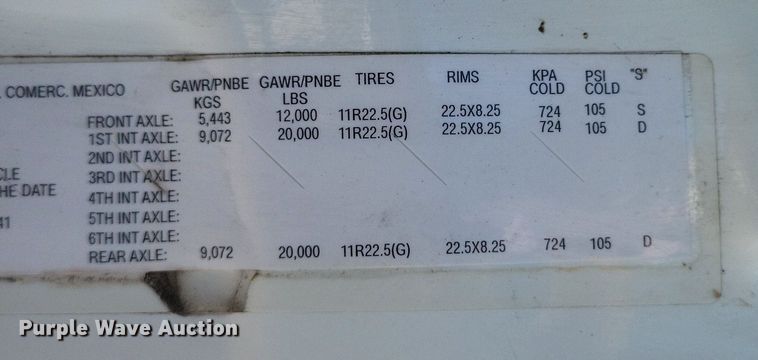 . COMERC. MEXICO GAWR/PNBE KGS GAWR/PNBE LBS TIRES RIMS KPA COLD PSI COLD "S"
FRONT AXLE: 5,443 12,000 11R22.5(G) 22.5X8.25 724 105 S
1ST INT AXLE: 9,072 20,000 11R22.5(G) 22.5X8.25 724 105 D
2ND INT AXLE:
CLE 3RD INT AXLE:
HE DATE 4TH INT AXLE:
41 5TH INT AXLE:
6TH INT AXLE:
REAR AXLE: 9,072 20,000 11R22.5(G) 22.5X8.25 724 105 D
Purple Wave Auction